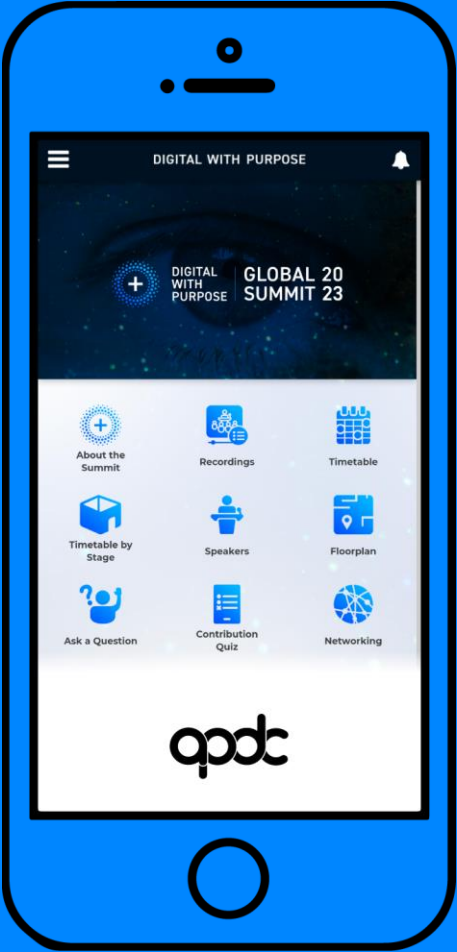 DIGITAL WITH PURPOSE
DIGITAL
WITH
PURPOSE
GLOBAL 20
SUMMIT 23
About the
Summit
Recordings
Timetable
Timetable by
Stage
Speakers
Floorplan
Ask a Question
Contribution
Quiz
Networking
apdc